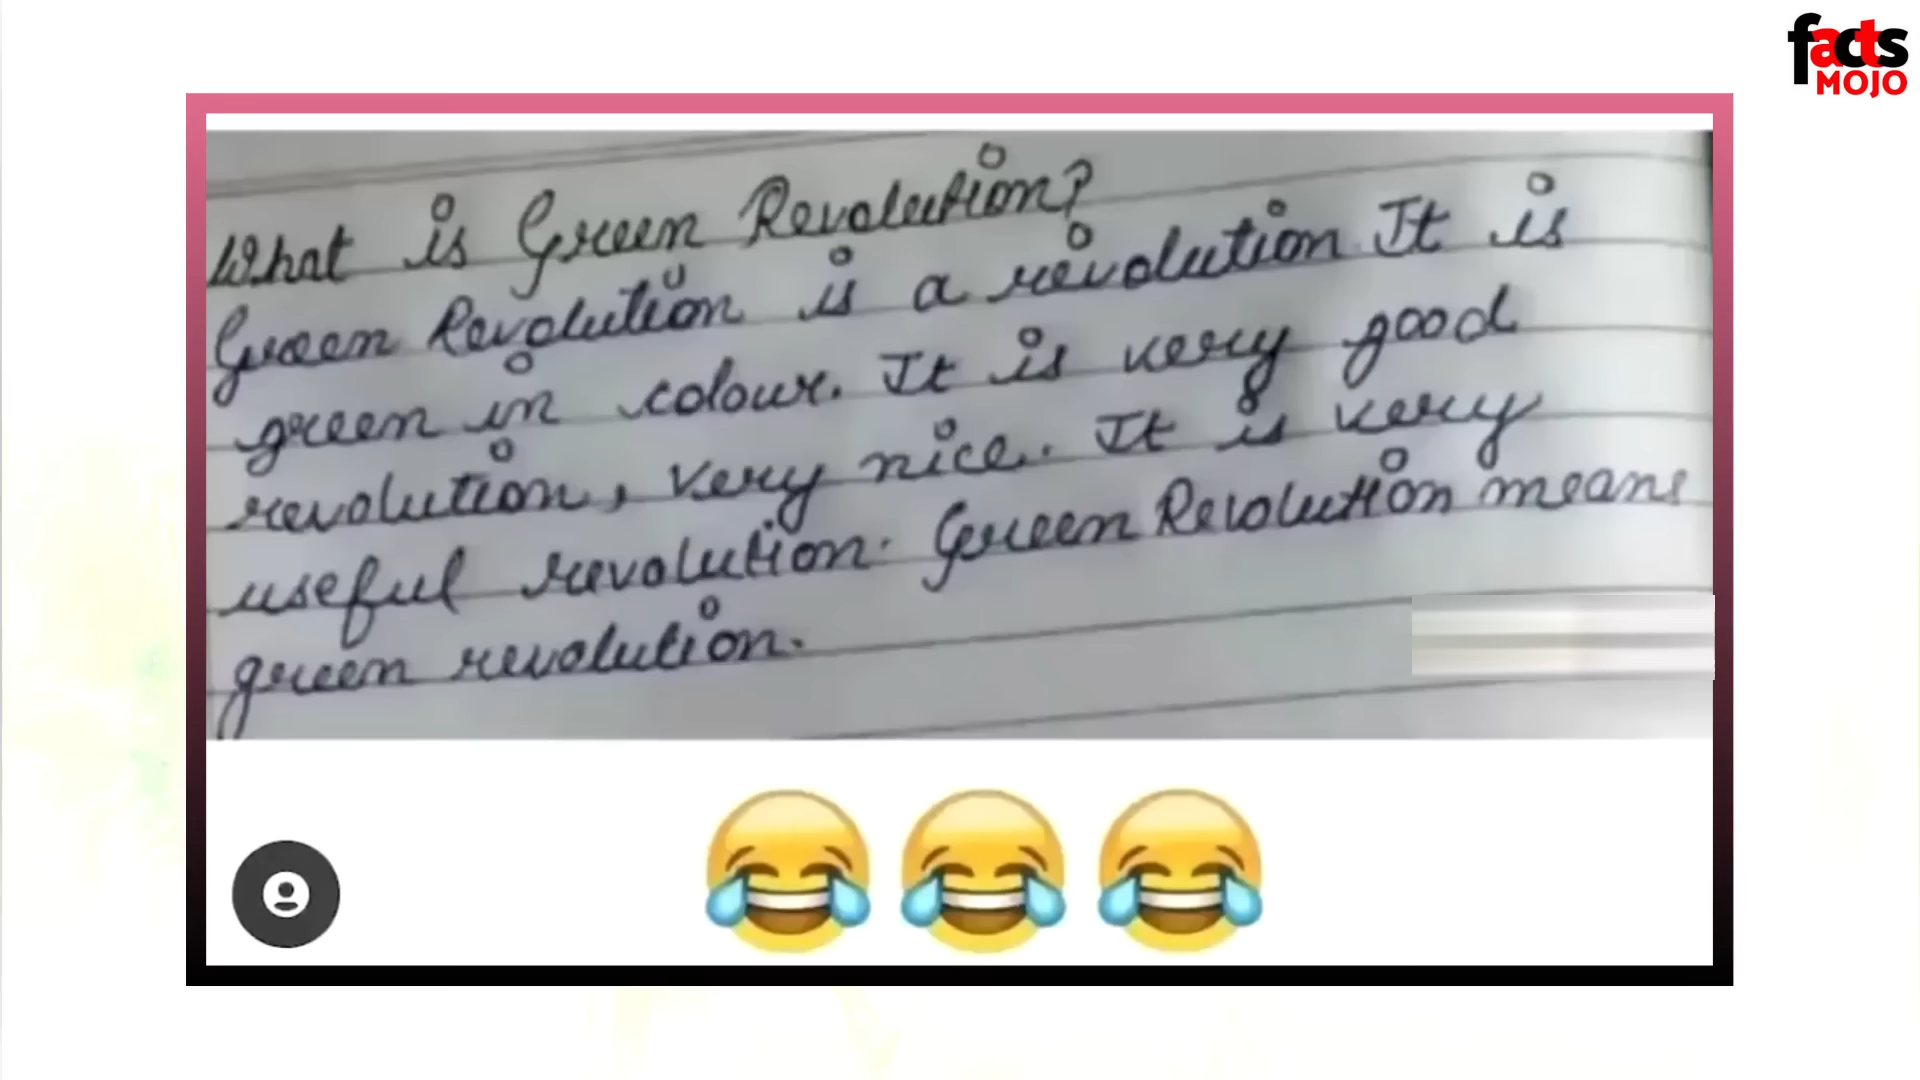 facts
MOJO
What is Green Revolution?
Green Revolution is a revolution It is
green in colour. It is very good
revolution, very nice. It is very
useful revolution. Green Revolution means
green revolution.